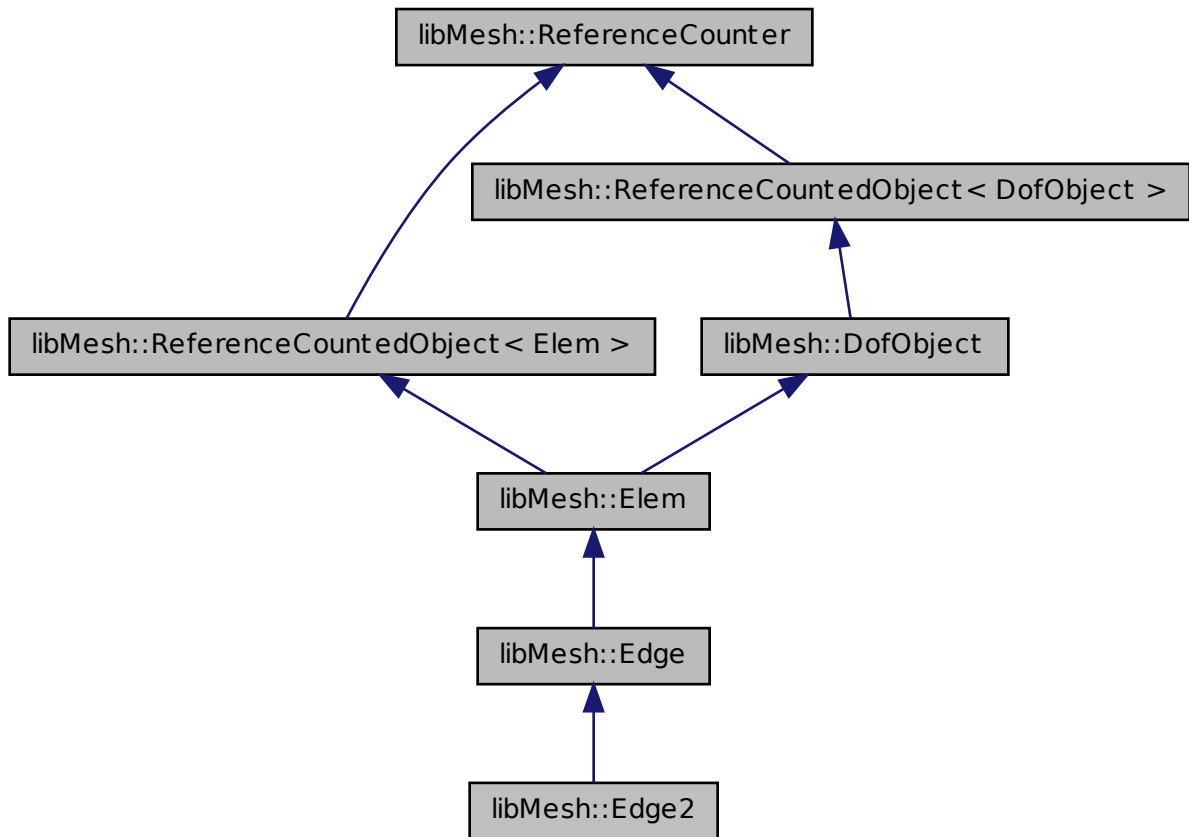 libMesh::ReferenceCounter
libMesh::ReferenceCountedObject< DofObject >
libMesh::ReferenceCountedObject< Elem >
libMesh::DofObject
libMesh::Elem
libMesh::Edge
libMesh::Edge2